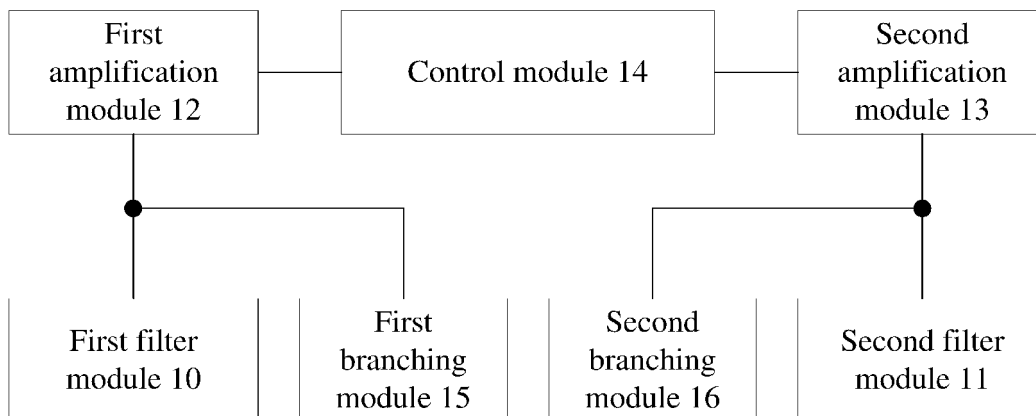 First
amplification
module 12
Control module 14
Second
amplification
module 13
First filter
module 10
First
branching
module 15
Second
branching
module 16
Second filter
module 11